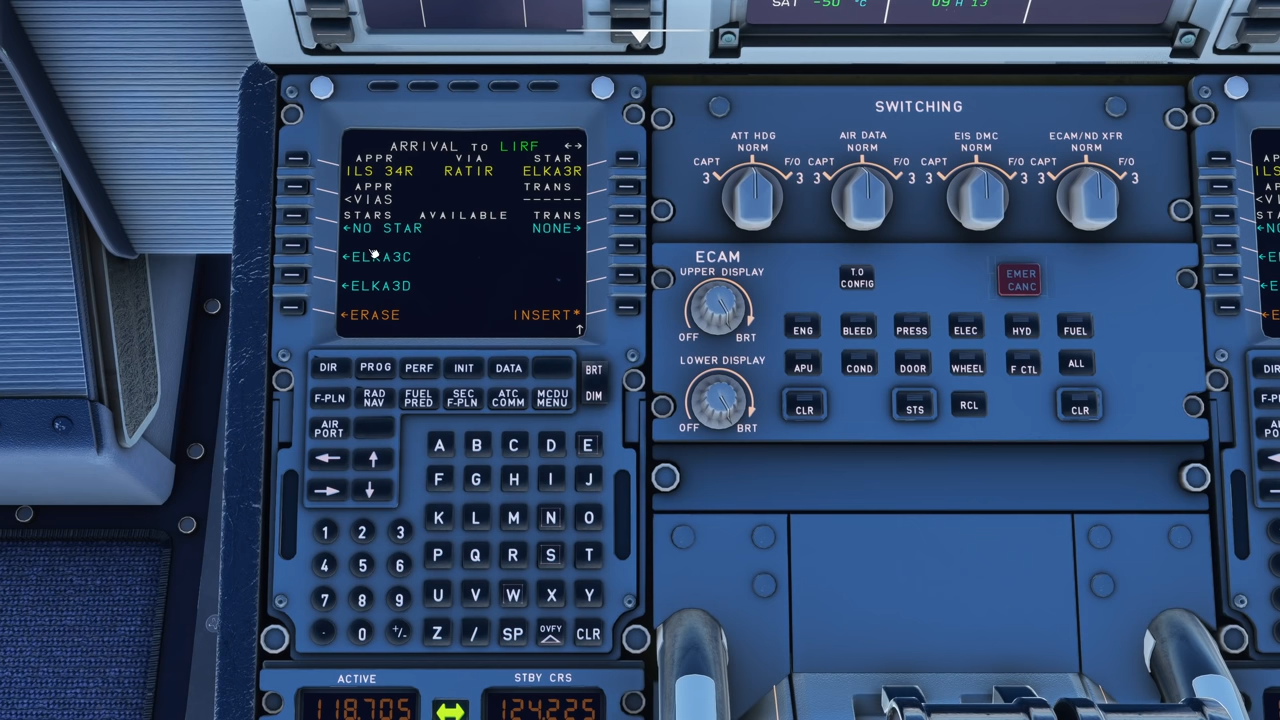 SAT -50 °C
09 H 13
ARRIVAL TO LIRF ←→
APPR VIA STAR
ILS 34R RATIR ELKA3R
APPR TRANS
<VIAS ------
STARS AVAILABLE TRANS
←NO STAR NONE→
←ELKA3C
←ELKA3D
←ERASE INSERT*
↑
DIR PROG PERF INIT DATA
BRT
DIM
F-PLN RAD NAV FUEL PRED SEC F-PLN ATC COMM MCDU MENU
AIR PORT
← ↑
→ ↓
A B C D E
F G H I J
K L M N O
P Q R S T
U V W X Y
Z / SP OVFY CLR
1 2 3
4 5 6
7 8 9
. 0 +/-
ACTIVE STBY CRS
118.705 124.225
SWITCHING
ATT HDG AIR DATA EIS DMC ECAM/ND XFR
NORM NORM NORM NORM
CAPT F/O CAPT F/O CAPT F/O CAPT F/O
3 3 3 3 3 3 3 3
ECAM
UPPER DISPLAY
OFF BRT
LOWER DISPLAY
OFF BRT
T.O CONFIG
EMER CANC
ENG BLEED PRESS ELEC HYD FUEL
APU COND DOOR WHEEL F CTL ALL
CLR STS RCL CLR